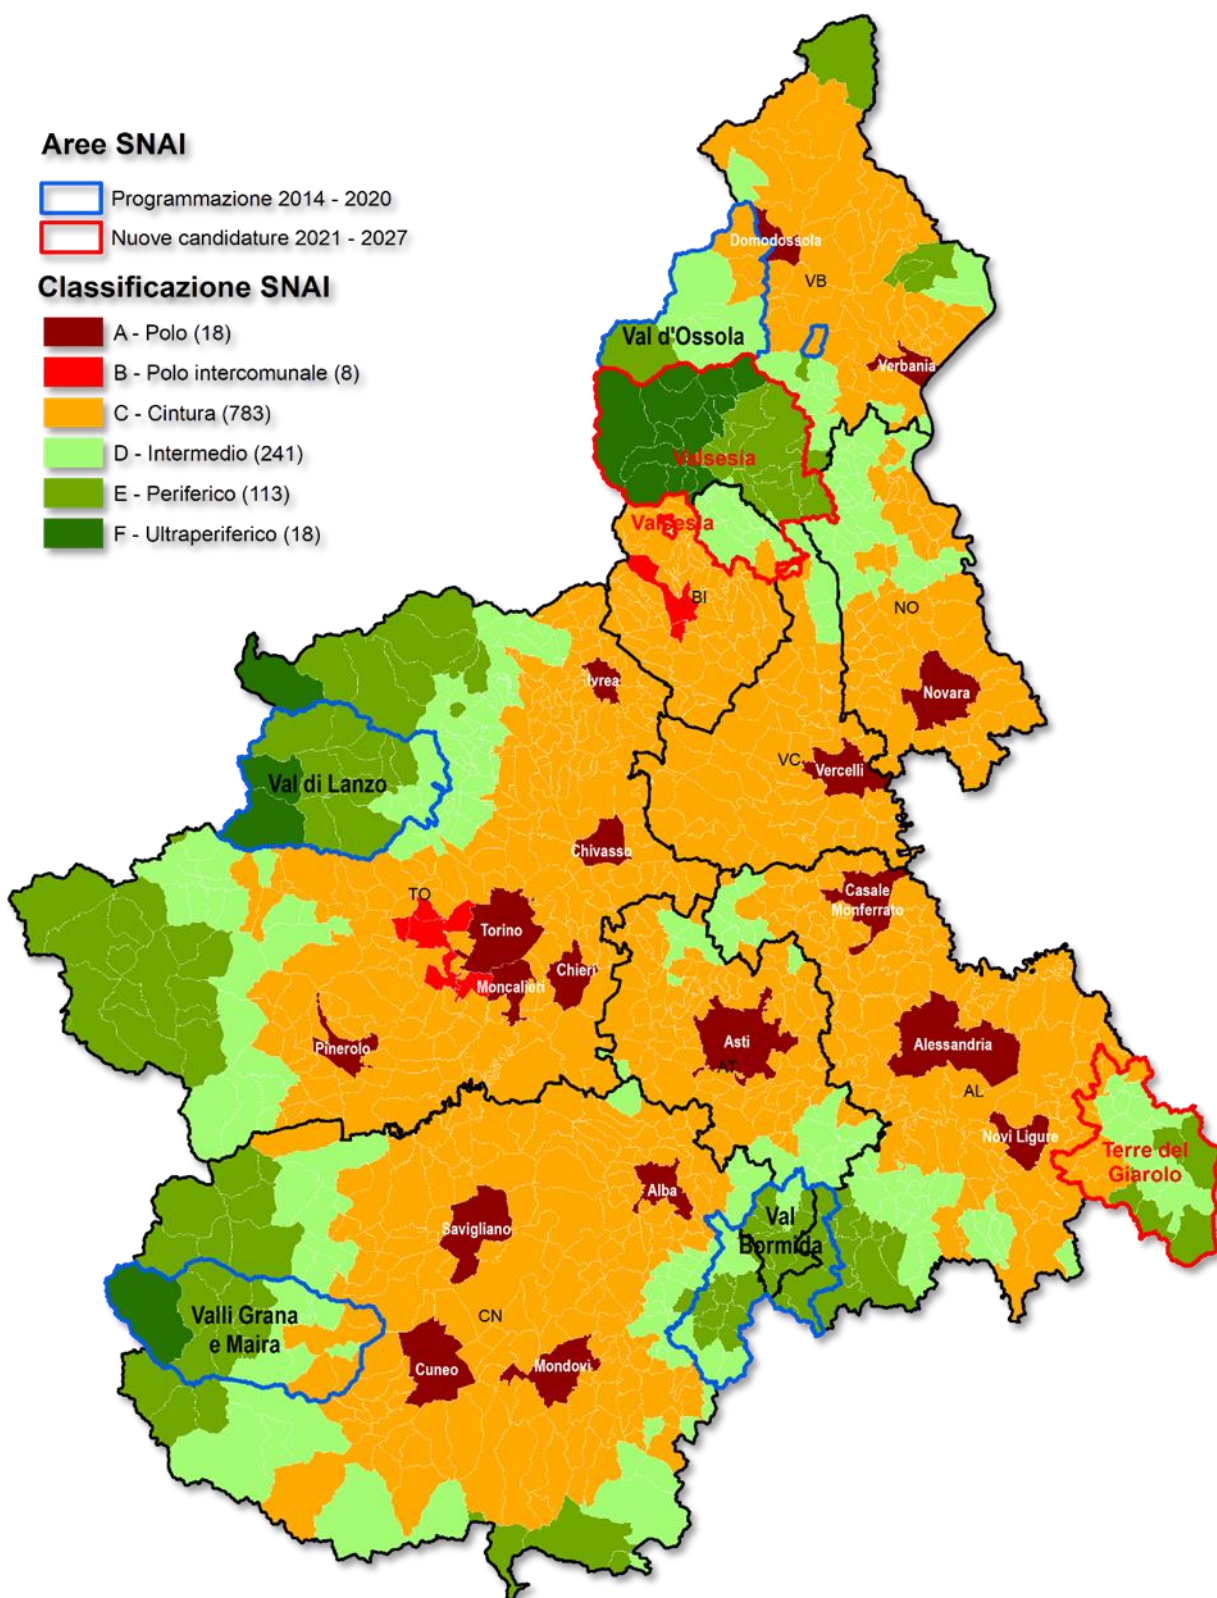 Aree SNAI
Programmazione 2014 - 2020
Nuove candidature 2021 - 2027
Classificazione SNAI
A - Polo (18)
B - Polo intercomunale (8)
C - Cintura (783)
D - Intermedio (241)
E - Periferico (113)
F - Ultraperiferico (18)
Domodossola
VB
Val d'Ossola
Verbania
Valsesia
Valsesia
BI
NO
Ivrea
Novara
VC
Vercelli
Val di Lanzo
Chivasso
TO
Casale
Monferrato
Torino
Chieri
Moncalieri
Pinerolo
Asti
AT
Alessandria
AL
Novi Ligure
Terre del
Giarolo
Alba
Savigliano
Val
Bormida
Valli Grana
e Maira
CN
Cuneo
Mondovì